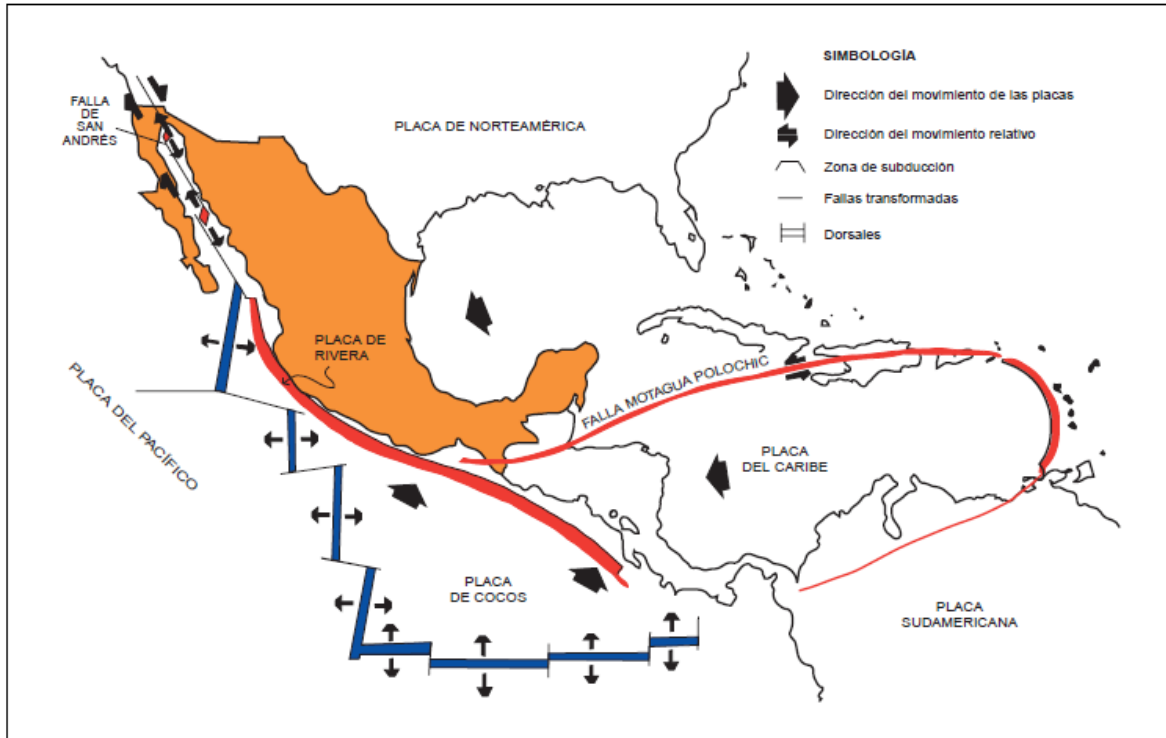 SIMBOLOGÍA
Dirección del movimiento de las placas
Dirección del movimiento relativo
Zona de subducción
Fallas transformadas
Dorsales
FALLA
DE
SAN
ANDRÉS
PLACA DE NORTEAMÉRICA
PLACA DE
RIVERA
PLACA DEL PACÍFICO
FALLA MOTAGUA POLOCHIC
PLACA
DEL CARIBE
PLACA
DE COCOS
PLACA
SUDAMERICANA